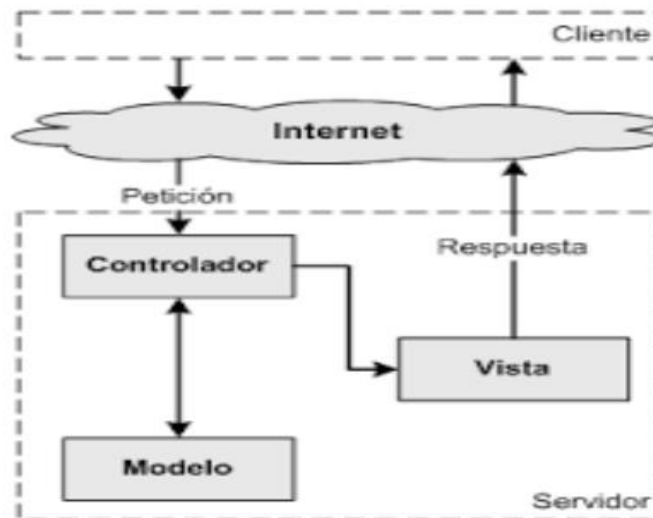 Cliente
Internet
Petición
Controlador
Respuesta
Vista
Modelo
Servidor